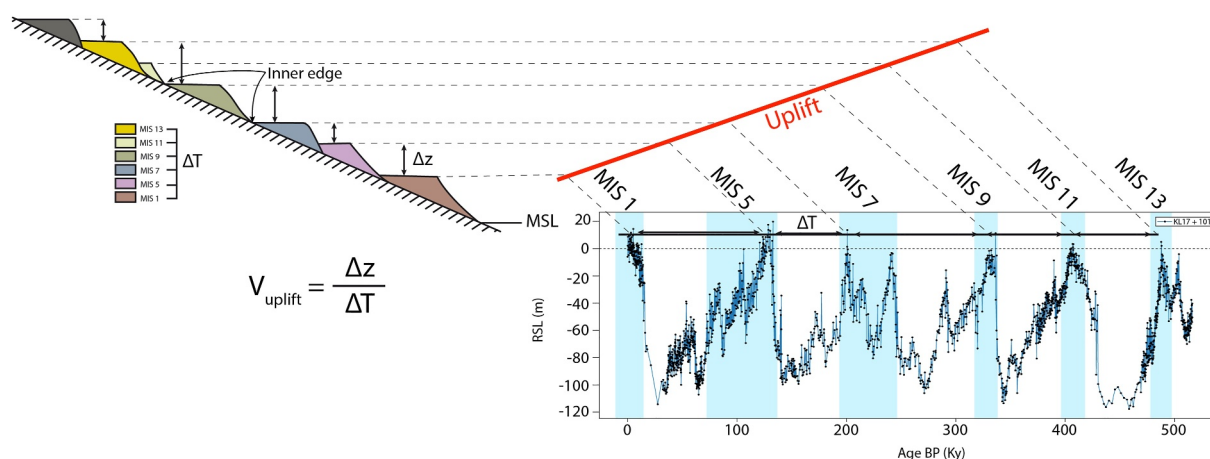 Inner edge
MIS 13
MIS 11
MIS 9
MIS 7
MIS 5
MIS 1
ΔT
Δz
MSL
Uplift
MIS 1
MIS 5
MIS 7
MIS 9
MIS 11
MIS 13
V uplift = Δz / ΔT
ΔT
KL17 + 101
20
0
-20
-40
-60
-80
-100
-120
RSL (m)
0 100 200 300 400 500
Age BP (Ky)